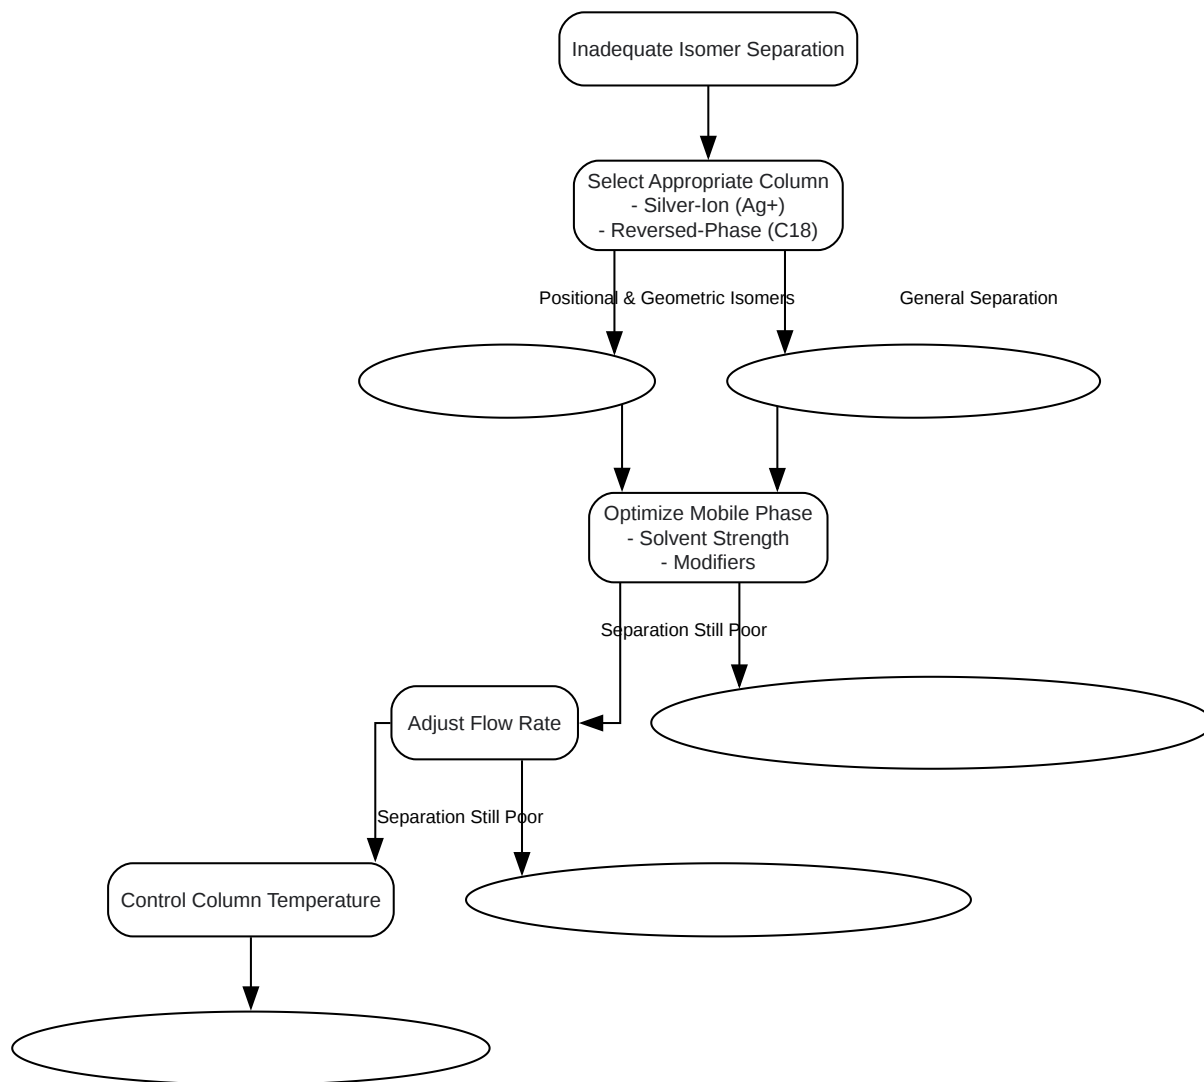 Inadequate Isomer Separation
Select Appropriate Column
- Silver-Ion (Ag+)
- Reversed-Phase (C18)
Positional & Geometric Isomers
General Separation
Optimize Mobile Phase
- Solvent Strength
- Modifiers
Separation Still Poor
Adjust Flow Rate
Separation Still Poor
Control Column Temperature